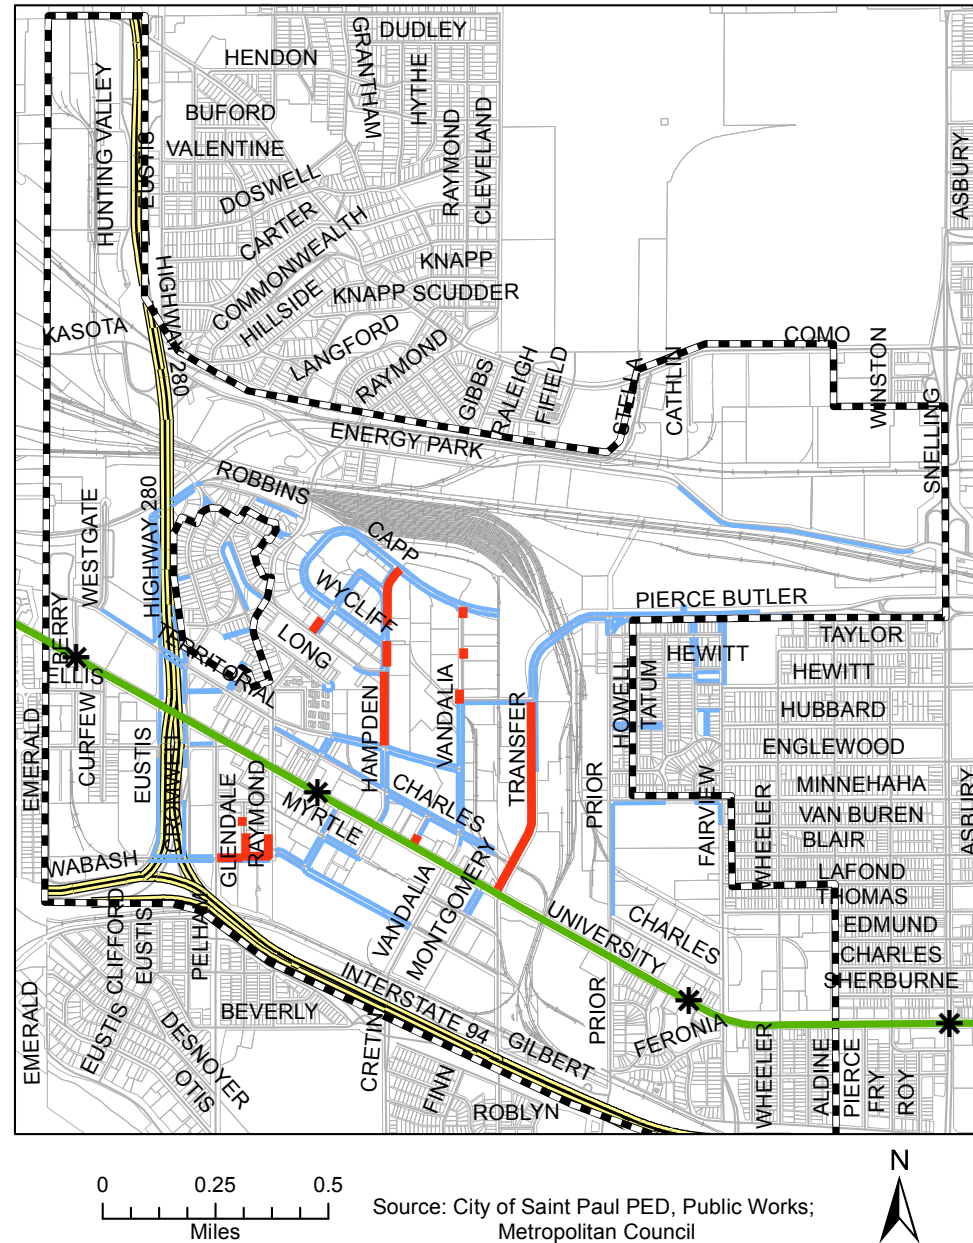 DUDLEY
HENDON
GRANTHAM
HYTHE
HUNTING VALLEY
BUFORD
EUSTIS
VALENTINE
RAYMOND
CLEVELAND
ASBURY
DOSWELL
CARTER
COMMONWEALTH
KNAPP
HIGHWAY 280
HILLSIDE
KNAPP
SCUDDER
KASOTA
LANGFORD
RAYMOND
COMO
GIBBS
RALEIGH
FIFIELD
STELLA
CATHLIN
WINSTON
ENERGY PARK
SNELLING
ROBBINS
WESTGATE
HIGHWAY 280
CAPP
WYCLIFF
PIERCE BUTLER
BERRY
TERRITORIAL
LONG
TAYLOR
HEWITT
HEWITT
ELLIS
HAMPDEN
VANDALIA
TRANSFER
HOWELL
TATUM
HUBBARD
EMERALD
CURFEW
EUSTIS
CROMWELL
ENGLEWOOD
GLENDALE
RAYMOND
MYRTLE
CHARLES
PRIOR
FAIRVIEW
WHEELER
MINNEHAHA
VAN BUREN
ASBURY
BLAIR
WABASH
LAFOND
THOMAS
CLIFFORD
EUSTIS
PELHAM
VANDALIA
MONTGOMERY
UNIVERSITY
CHARLES
EDMUND
CHARLES
SHERBURNE
INTERSTATE 94
EMERALD
EUSTIS
DESNOYER
OTIS
BEVERLY
CRETIN
GILBERT
PRIOR
FERONIA
FINN
ROBLYN
WHEELER
ALDINE
PIERCE
FRY
ROY
N
0 0.25 0.5
Miles
Source: City of Saint Paul PED, Public Works;
Metropolitan Council